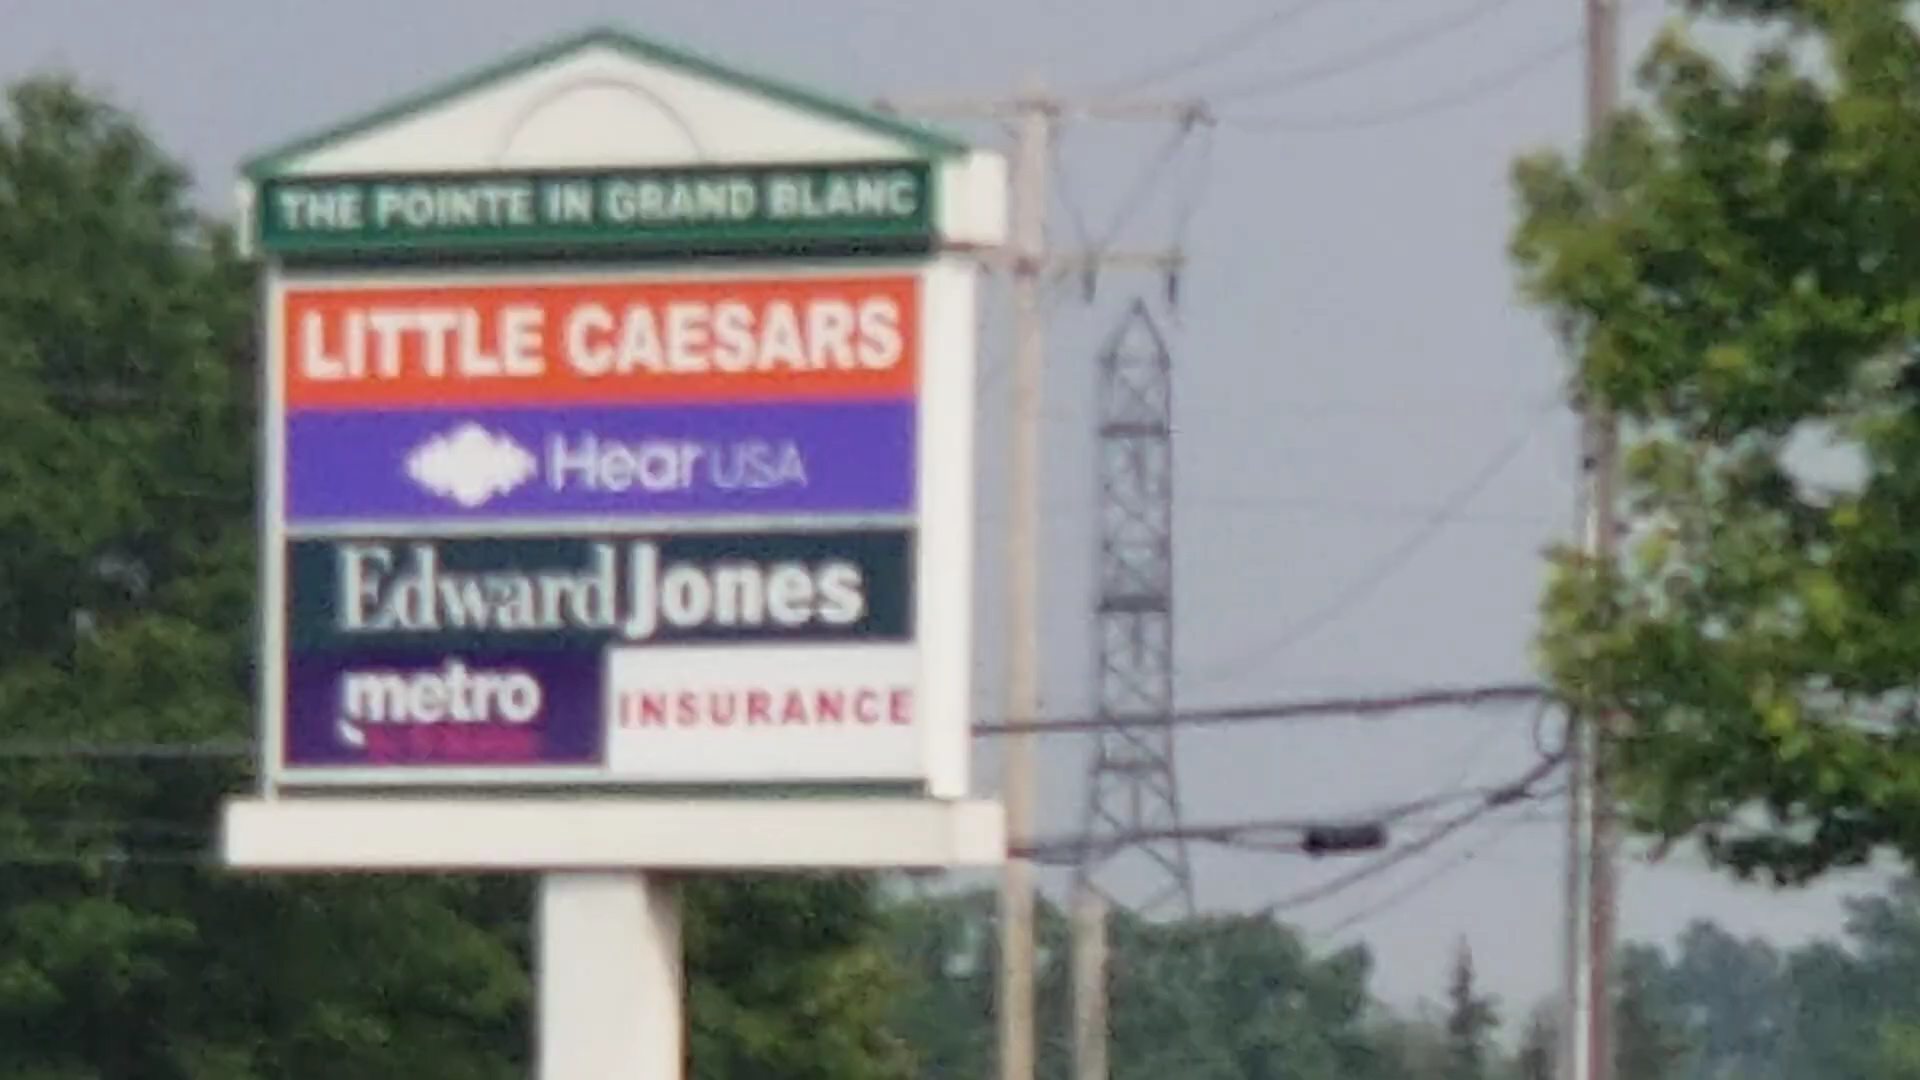 THE POINTE IN GRAND BLANC
LITTLE CAESARS
Hear USA
Edward Jones
metro
INSURANCE